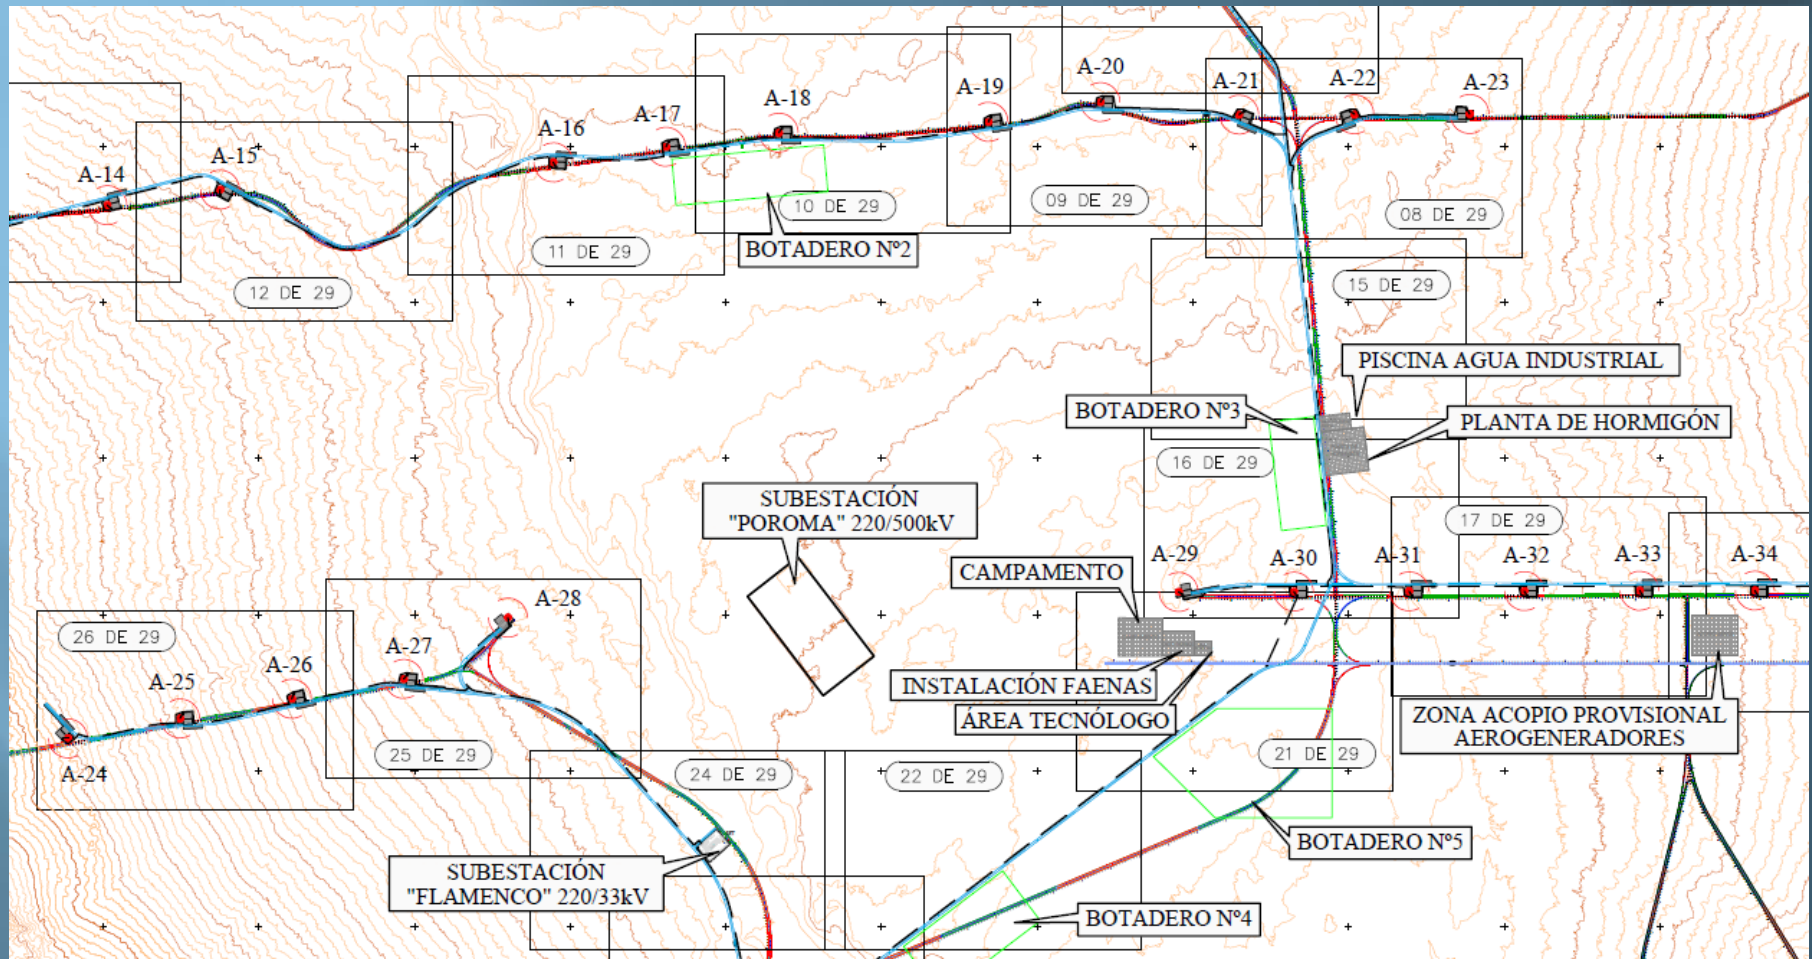 A-14
A-15
A-16
A-17
A-18
A-19
A-20
A-21
A-22
A-23
12 DE 29
11 DE 29
10 DE 29
09 DE 29
08 DE 29
BOTADERO Nº2
15 DE 29
PISCINA AGUA INDUSTRIAL
BOTADERO Nº3
PLANTA DE HORMIGÓN
16 DE 29
17 DE 29
SUBESTACIÓN
"POROMA" 220/500kV
CAMPAMENTO
A-29
A-30
A-31
A-32
A-33
A-34
26 DE 29
A-24
A-25
A-26
A-27
A-28
25 DE 29
INSTALACIÓN FAENAS
ÁREA TECNÓLOGO
ZONA ACOPIO PROVISIONAL
AEROGENERADORES
24 DE 29
22 DE 29
21 DE 29
SUBESTACIÓN
"FLAMENCO" 220/33kV
BOTADERO Nº5
BOTADERO Nº4